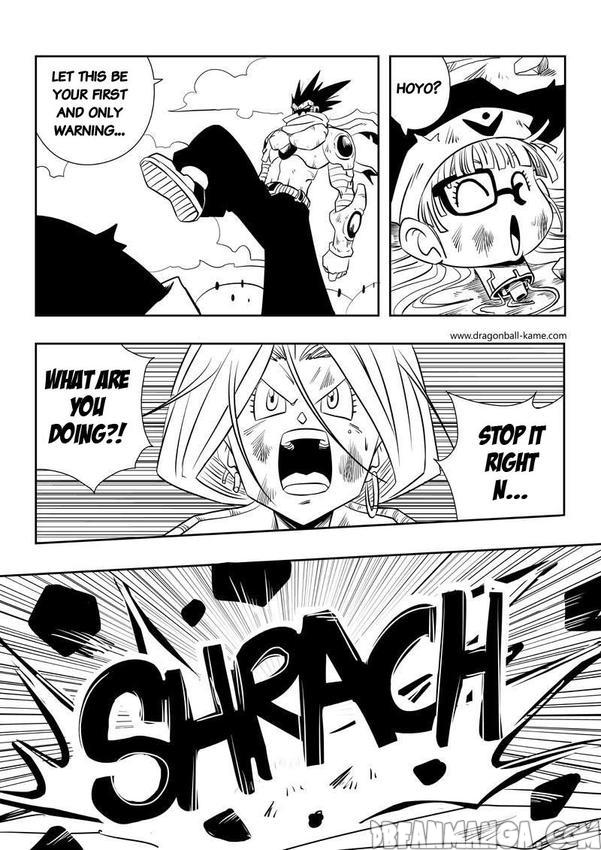 LET THIS BE
YOUR FIRST
AND ONLY
WARNING...
HOYO?
www.dragonball-kame.com
WHAT ARE
YOU
DOING?!
STOP IT
RIGHT
N...
SHRACH
DBFANMANGA.COM